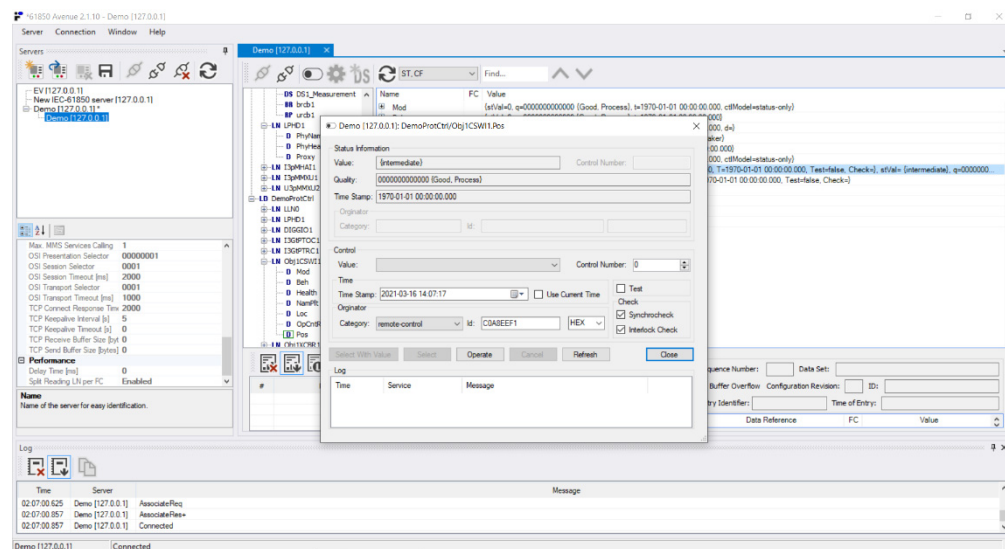 *61850 Avenue 2.1.10 - Demo [127.0.0.1]
Server Connection Window Help
Servers
EV [127.0.0.1]
New IEC-61850 server [127.0.0.1]
Demo [127.0.0.1] *
Demo [127.0.0.1]
Max. MMS Services Calling 1
OSI Presentation Selector 00000001
OSI Session Selector 0001
OSI Session Timeout [ms] 2000
OSI Transport Selector 0001
OSI Transport Timeout [ms] 1000
TCP Connect Response Time 2000
TCP Keepalive Interval [s] 5
TCP Keepalive Timeout [s] 0
TCP Receive Buffer Size [byt 0
TCP Send Buffer Size [bytes] 0
Performance
Delay Time [ms] 0
Split Reading LN per FC Enabled
Name
Name of the server for easy identification.
Demo [127.0.0.1]
DS
ST, CF
Find...
DS DS1_Measurement
BR brcb1
RP urcb1
LN LPHD1
D PhyNam
D PhyHea
D Proxy
LN I3pMHAI1
LN I3pMMXU1
LN U3pMMXU2
LD DemoProtCtrl
LN LLN0
LN LPHD1
LN DIGGIO1
LN I3GtPTOC1
LN I3GtPTRC1
LN Obj1CSWI1
D Mod
D Beh
D Health
D NamPlt
D Loc
D OpCntR
D Pos
LN Obj1XCBR1
Name FC Value
Mod {stVal=0, q=0000000000000 {Good, Process}, t=1970-01-01 00:00:00.000, ctlModel=status-only}
000, d=}
00.000}
000, ctlModel=status-only}
0, T=1970-01-01 00:00:00.000, Test=false, Check=}, stVal= {intermediate}, q=0000000...
970-01-01 00:00:00.000, Test=false, Check=}
Demo [127.0.0.1]: DemoProtCtrl/Obj1CSWI1.Pos
Status Information
Value: {intermediate} Control Number:
Quality: 0000000000000 {Good, Process}
Time Stamp: 1970-01-01 00:00:00.000
Orginator
Category: Id:
Control
Value: Control Number: 0
Time
Time Stamp: 2021-03-16 14:07:17 Use Current Time
Test
Check
Synchrocheck
Interlock Check
Orginator
Category: remote-control Id: C0A8EEF1 HEX
Select With Value Select Operate Cancel Refresh Close
Log
Time Service Message
#
quence Number: Data Set:
Buffer Overflow Configuration Revision: ID:
try Identifier: Time of Entry:
Data Reference FC Value
Log
Time Server Message
02:07:00.625 Demo [127.0.0.1] AssociateReq
02:07:00.857 Demo [127.0.0.1] AssociateRes+
02:07:00.857 Demo [127.0.0.1] Connected
Demo [127.0.0.1] Connected